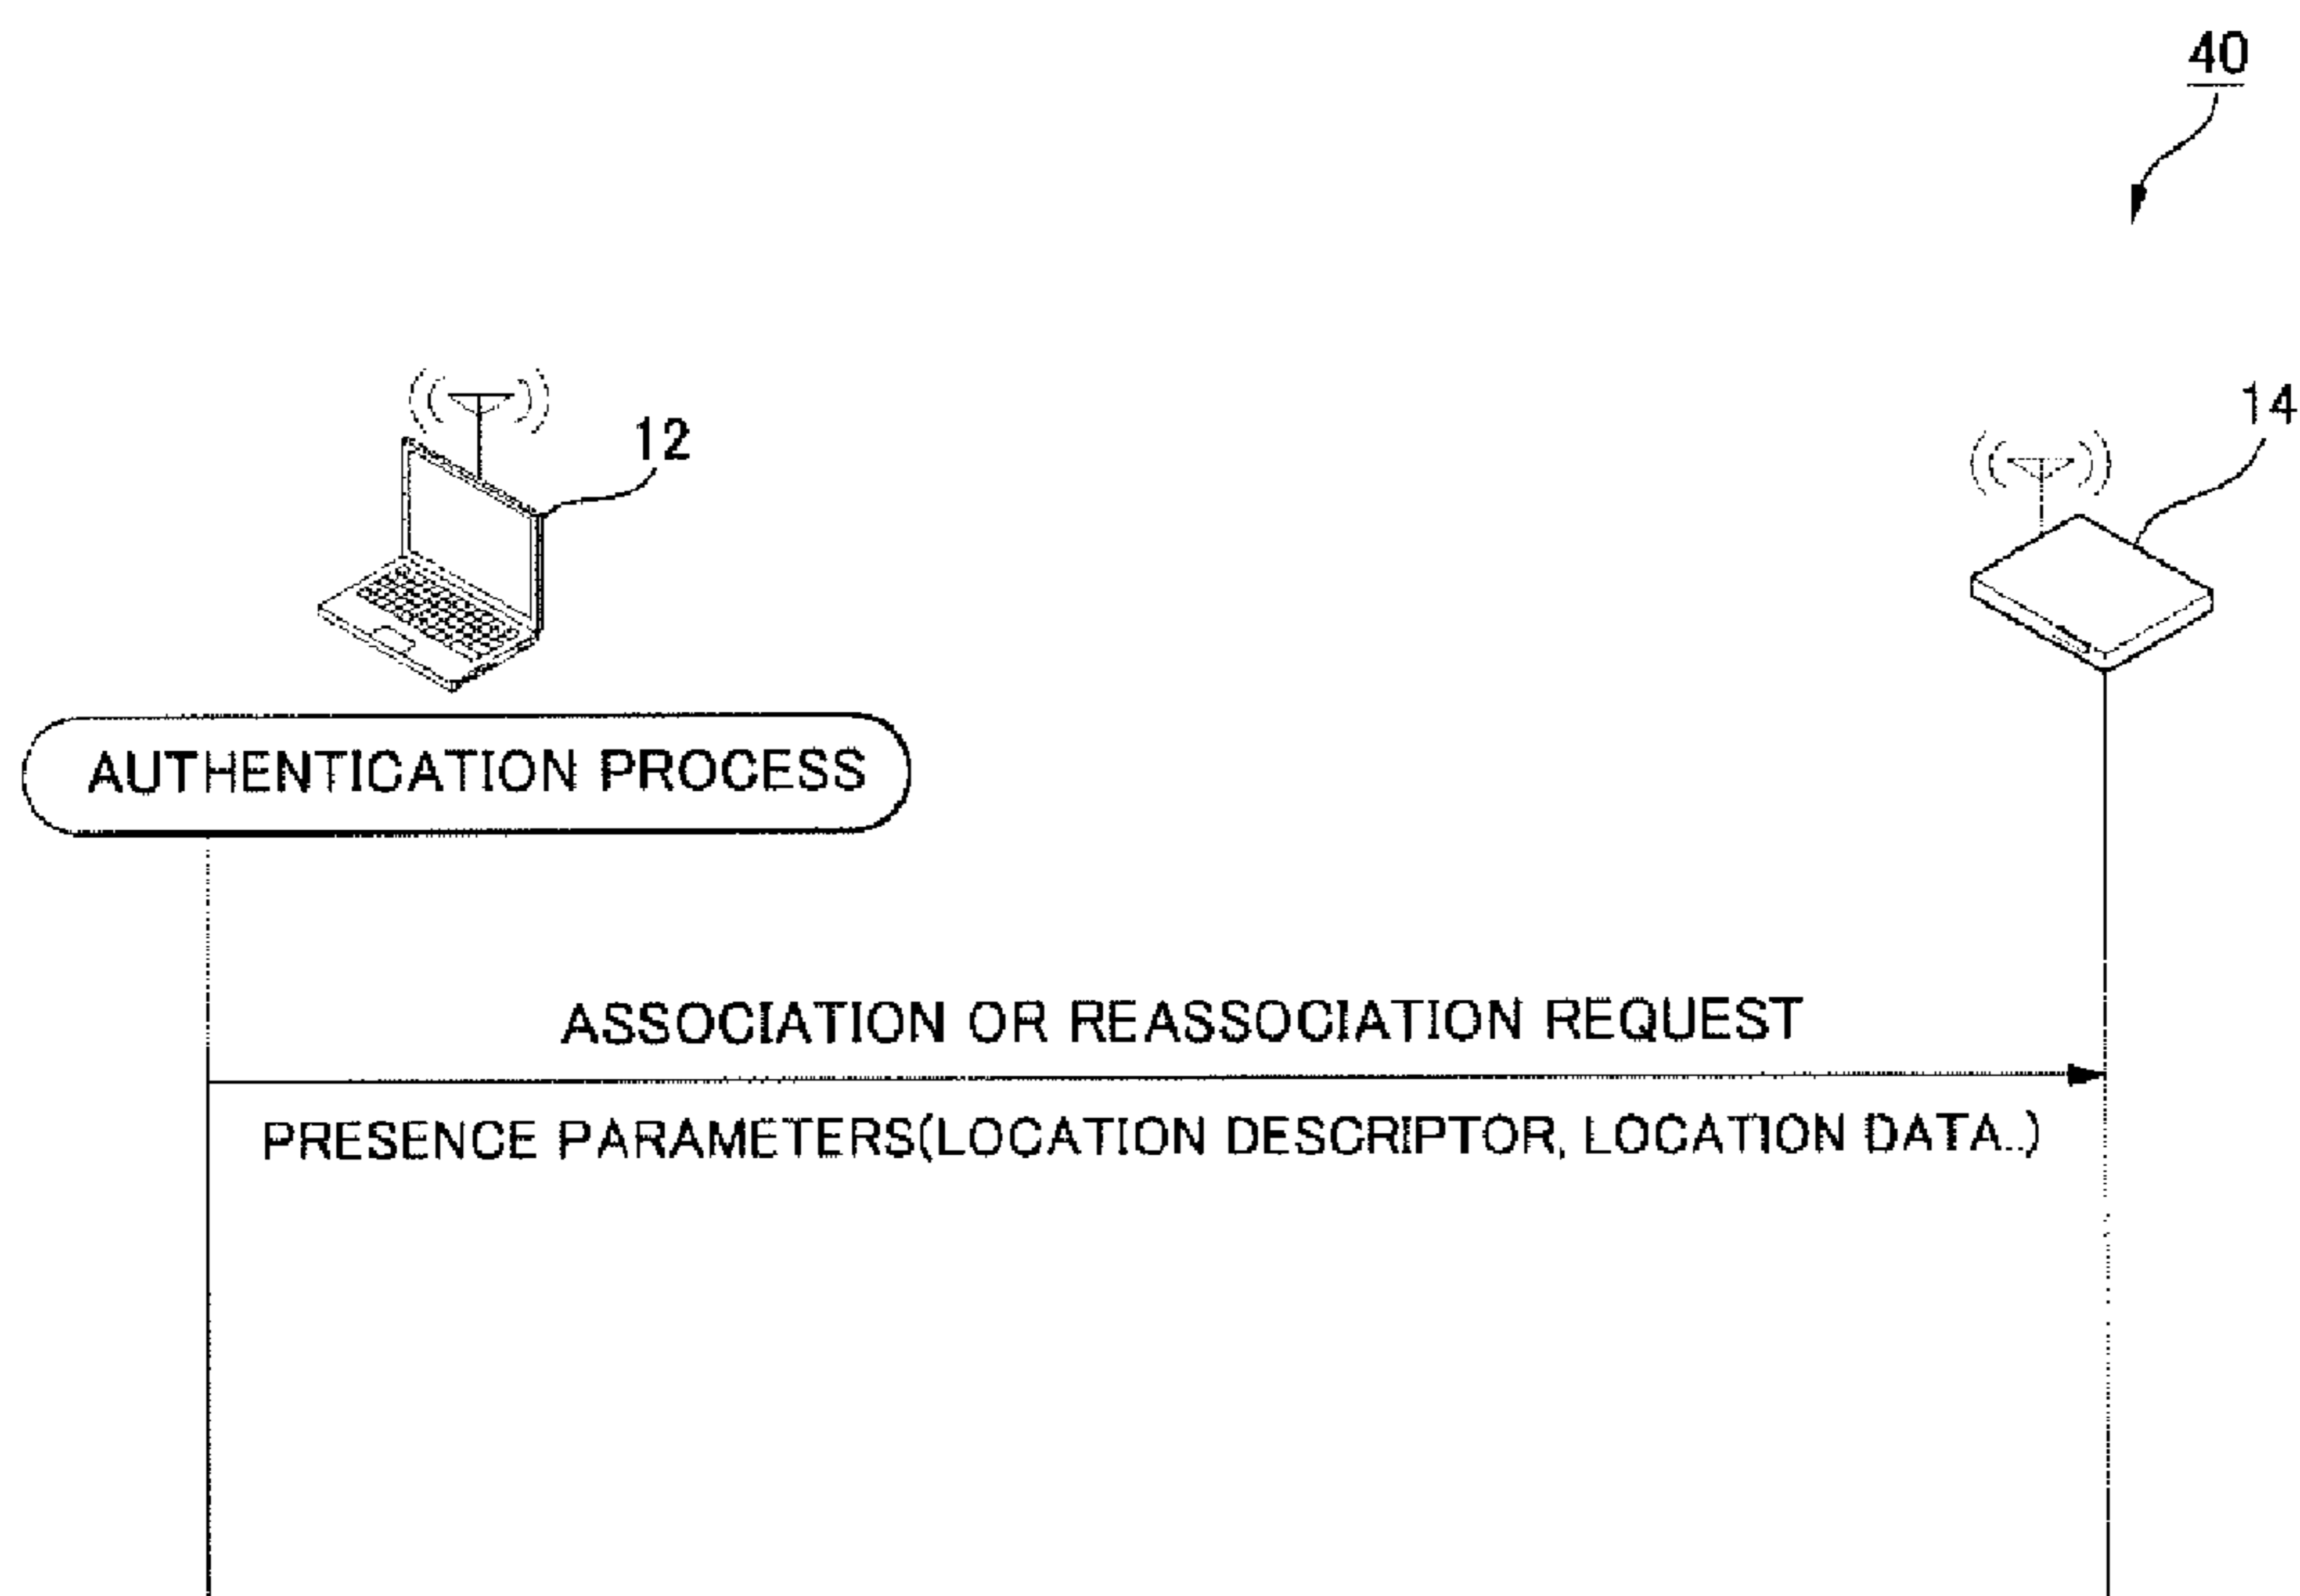 40
14
12
AUTHENTICATION PROCESS
ASSOCIATION OR REASSOCIATION REQUEST
PRESENCE PARAMETERS(LOCATION DESCRIPTOR, LOCATION DATA..)